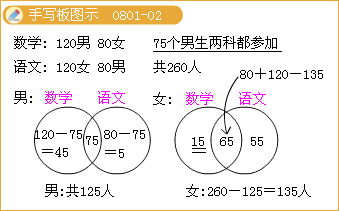 手写板图示 0801-02
数学: 120男 80女 75个男生两科都参加
语文: 120女 80男 共260人
80+120-135
男: 数学 语文 女: 数学 语文
120-75
=45 75 80-75
=5 15 65 55
男:共125人 女:260-125=135人